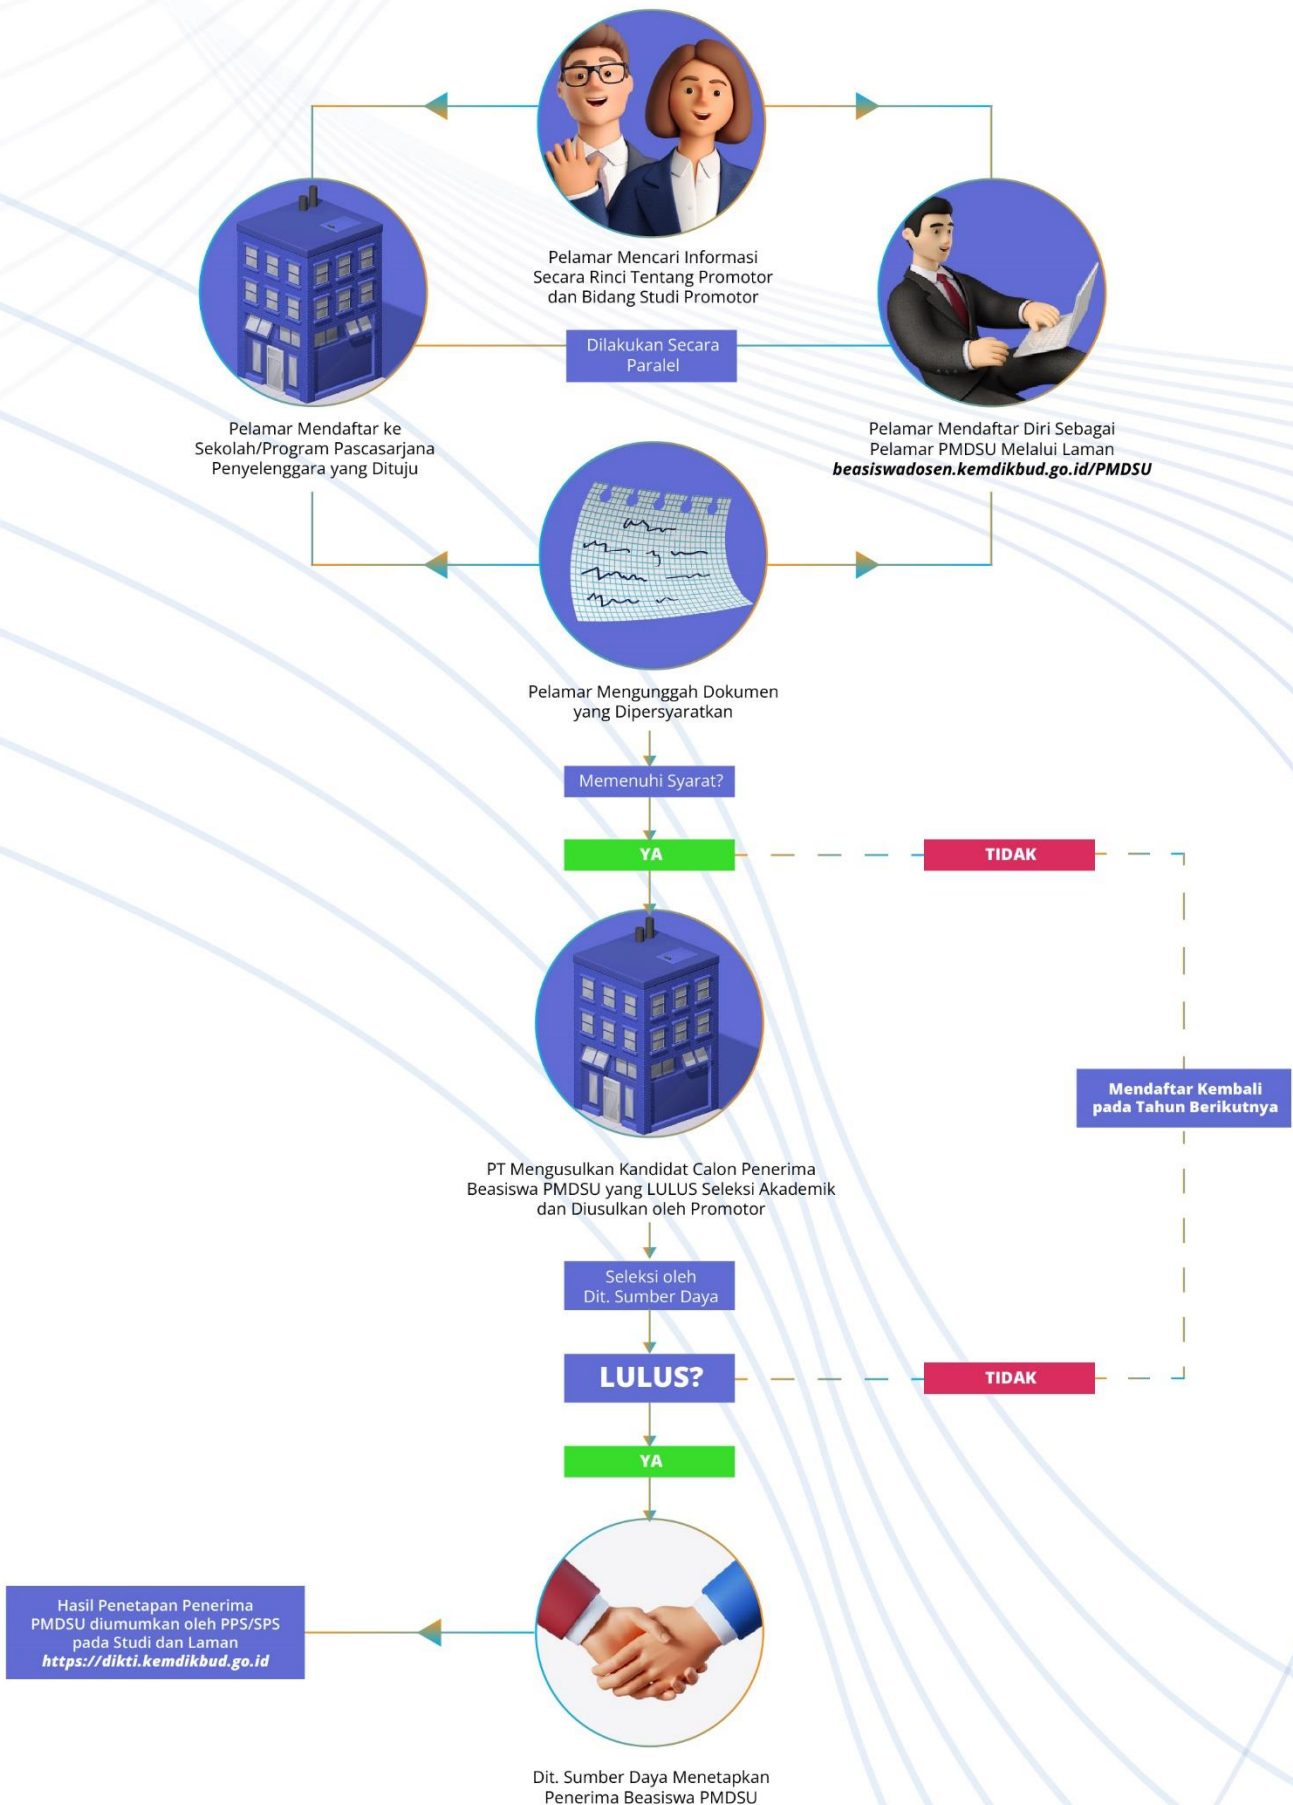 Pelamar Mencari Informasi
Secara Rinci Tentang Promotor
dan Bidang Studi Promotor
Dilakukan Secara
Paralel
Pelamar Mendaftar ke
Sekolah/Program Pascasarjana
Penyelenggara yang Dituju
Pelamar Mendaftar Diri Sebagai
Pelamar PMDSU Melalui Laman
beasiswadosen.kemdikbud.go.id/PMDSU
Pelamar Mengunggah Dokumen
yang Dipersyaratkan
Memenuhi Syarat?
YA
TIDAK
Mendaftar Kembali
pada Tahun Berikutnya
PT Mengusulkan Kandidat Calon Penerima
Beasiswa PMDSU yang LULUS Seleksi Akademik
dan Diusulkan oleh Promotor
Seleksi oleh
Dit. Sumber Daya
LULUS?
TIDAK
YA
Hasil Penetapan Penerima
PMDSU diumumkan oleh PPS/SPS
pada Studi dan Laman
https://dikti.kemdikbud.go.id
Dit. Sumber Daya Menetapkan
Penerima Beasiswa PMDSU